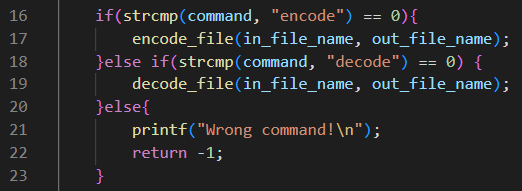 16 if(strcmp(command, "encode") == 0){
17 encode_file(in_file_name, out_file_name);
18 }else if(strcmp(command, "decode") == 0) {
19 decode_file(in_file_name, out_file_name);
20 }else{
21 printf("Wrong command!\n");
22 return -1;
23 }